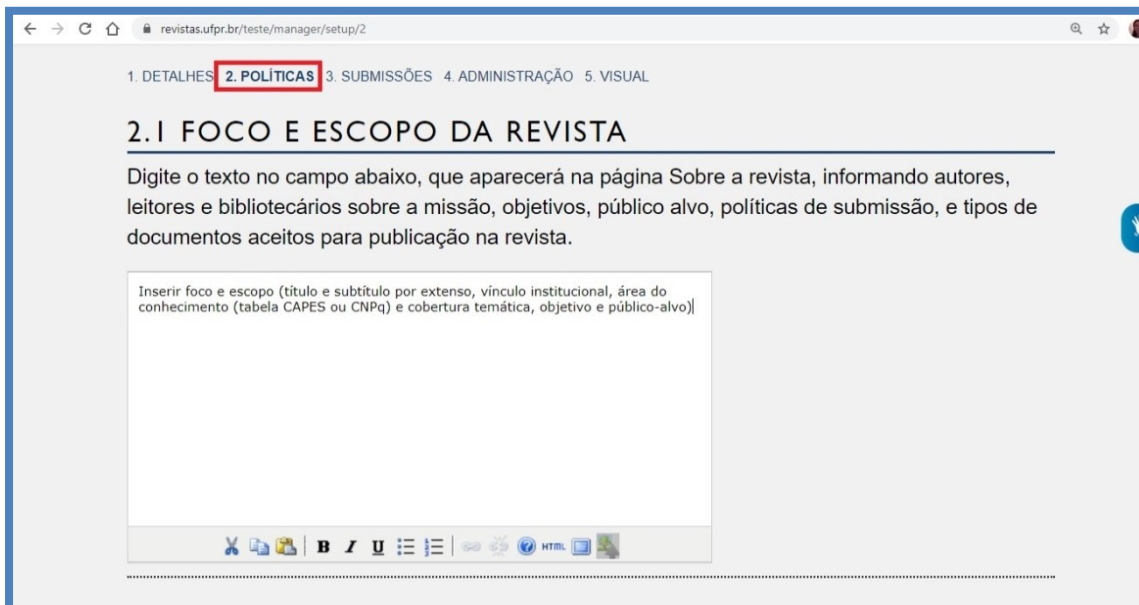 revistas.ufpr.br/teste/manager/setup/2
1. DETALHES 2. POLÍTICAS 3. SUBMISSÕES 4. ADMINISTRAÇÃO 5. VISUAL
2.1 FOCO E ESCOPO DA REVISTA
Digite o texto no campo abaixo, que aparecerá na página Sobre a revista, informando autores,
leitores e bibliotecários sobre a missão, objetivos, público alvo, políticas de submissão, e tipos de
documentos aceitos para publicação na revista.
Inserir foco e escopo (título e subtítulo por extenso, vínculo institucional, área do
conhecimento (tabela CAPES ou CNPq) e cobertura temática, objetivo e público-alvo)
B I U HTML